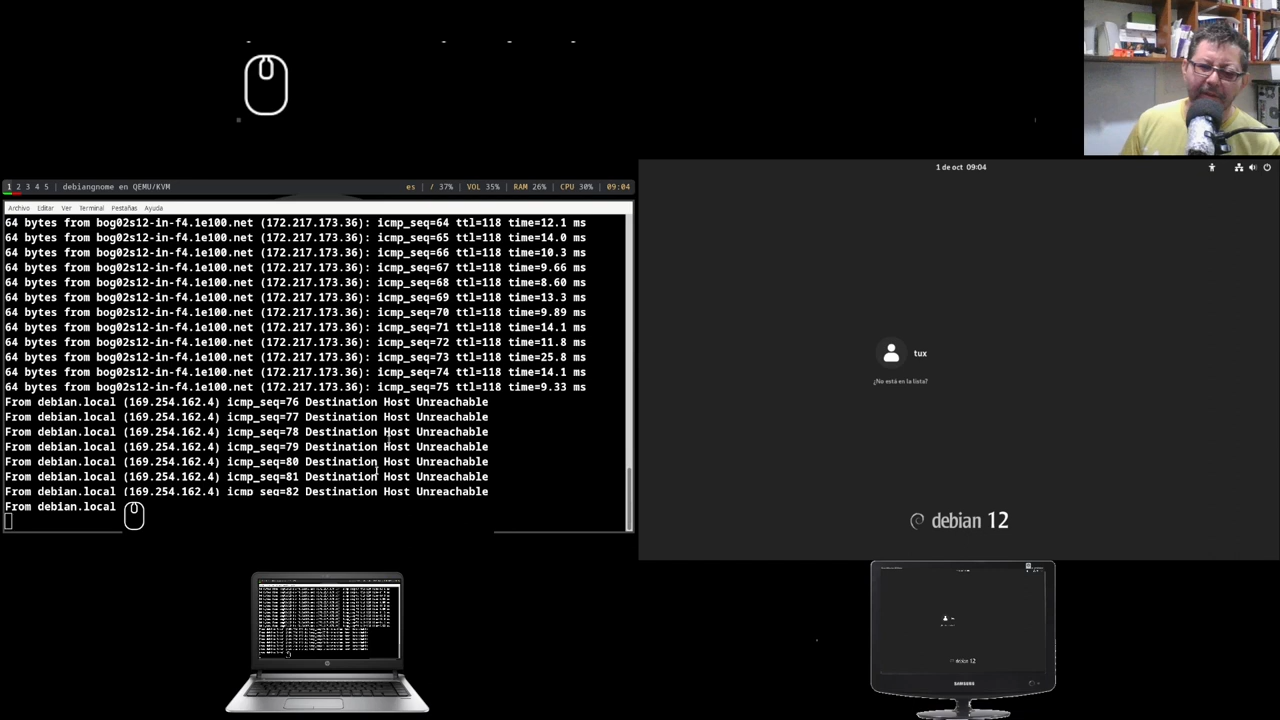 1 2 3 4 5 | debiangnome en QEMU/KVM
es | / 37% | VOL 35% | RAM 26% | CPU 30% | 09:04
Archivo Editar Ver Terminal Pestañas Ayuda
64 bytes from bog02s12-in-f4.1e100.net (172.217.173.36): icmp_seq=64 ttl=118 time=12.1 ms
64 bytes from bog02s12-in-f4.1e100.net (172.217.173.36): icmp_seq=65 ttl=118 time=14.0 ms
64 bytes from bog02s12-in-f4.1e100.net (172.217.173.36): icmp_seq=66 ttl=118 time=10.3 ms
64 bytes from bog02s12-in-f4.1e100.net (172.217.173.36): icmp_seq=67 ttl=118 time=9.66 ms
64 bytes from bog02s12-in-f4.1e100.net (172.217.173.36): icmp_seq=68 ttl=118 time=8.60 ms
64 bytes from bog02s12-in-f4.1e100.net (172.217.173.36): icmp_seq=69 ttl=118 time=13.3 ms
64 bytes from bog02s12-in-f4.1e100.net (172.217.173.36): icmp_seq=70 ttl=118 time=9.89 ms
64 bytes from bog02s12-in-f4.1e100.net (172.217.173.36): icmp_seq=71 ttl=118 time=14.1 ms
64 bytes from bog02s12-in-f4.1e100.net (172.217.173.36): icmp_seq=72 ttl=118 time=11.8 ms
64 bytes from bog02s12-in-f4.1e100.net (172.217.173.36): icmp_seq=73 ttl=118 time=25.8 ms
64 bytes from bog02s12-in-f4.1e100.net (172.217.173.36): icmp_seq=74 ttl=118 time=14.1 ms
64 bytes from bog02s12-in-f4.1e100.net (172.217.173.36): icmp_seq=75 ttl=118 time=9.33 ms
From debian.local (169.254.162.4) icmp_seq=76 Destination Host Unreachable
From debian.local (169.254.162.4) icmp_seq=77 Destination Host Unreachable
From debian.local (169.254.162.4) icmp_seq=78 Destination Host Unreachable
From debian.local (169.254.162.4) icmp_seq=79 Destination Host Unreachable
From debian.local (169.254.162.4) icmp_seq=80 Destination Host Unreachable
From debian.local (169.254.162.4) icmp_seq=81 Destination Host Unreachable
From debian.local (169.254.162.4) icmp_seq=82 Destination Host Unreachable
From debian.local
1 de oct 09:04
tux
¿No está en la lista?
debian 12
debian 12
SAMSUNG